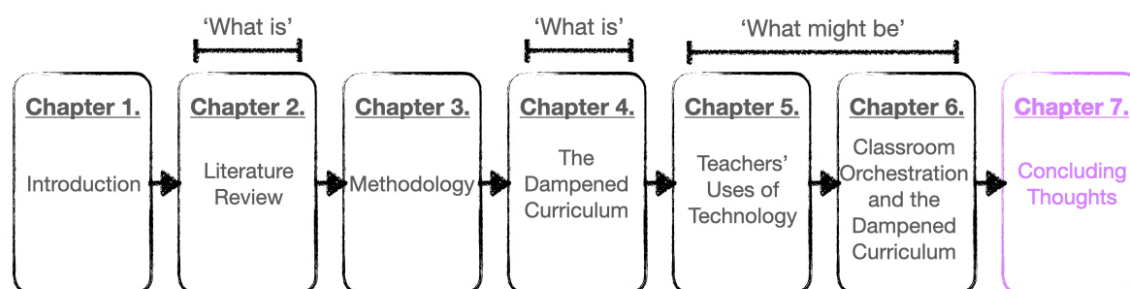 ‘What is’
‘What is’
‘What might be’
Chapter 1.
Introduction
Chapter 2.
Literature
Review
Chapter 3.
Methodology
Chapter 4.
The
Dampened
Curriculum
Chapter 5.
Teachers’
Uses of
Technology
Chapter 6.
Classroom
Orchestration
and the
Dampened
Curriculum
Chapter 7.
Concluding
Thoughts